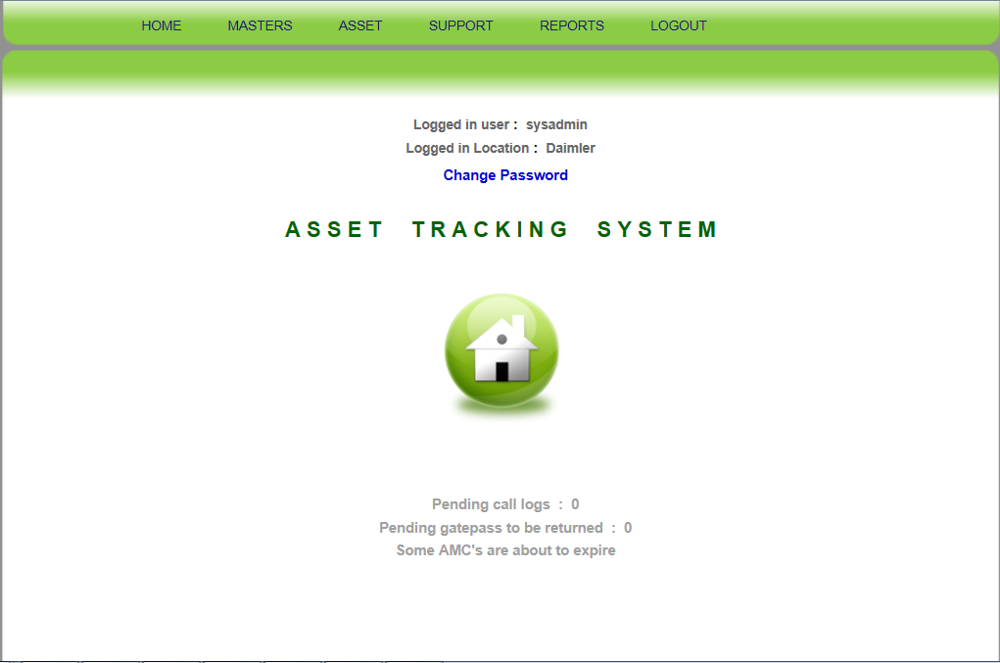 HOME MASTERS ASSET SUPPORT REPORTS LOGOUT
Logged in user : sysadmin
Logged in Location : Daimler
Change Password
ASSET TRACKING SYSTEM
Pending call logs : 0
Pending gatepass to be returned : 0
Some AMC's are about to expire